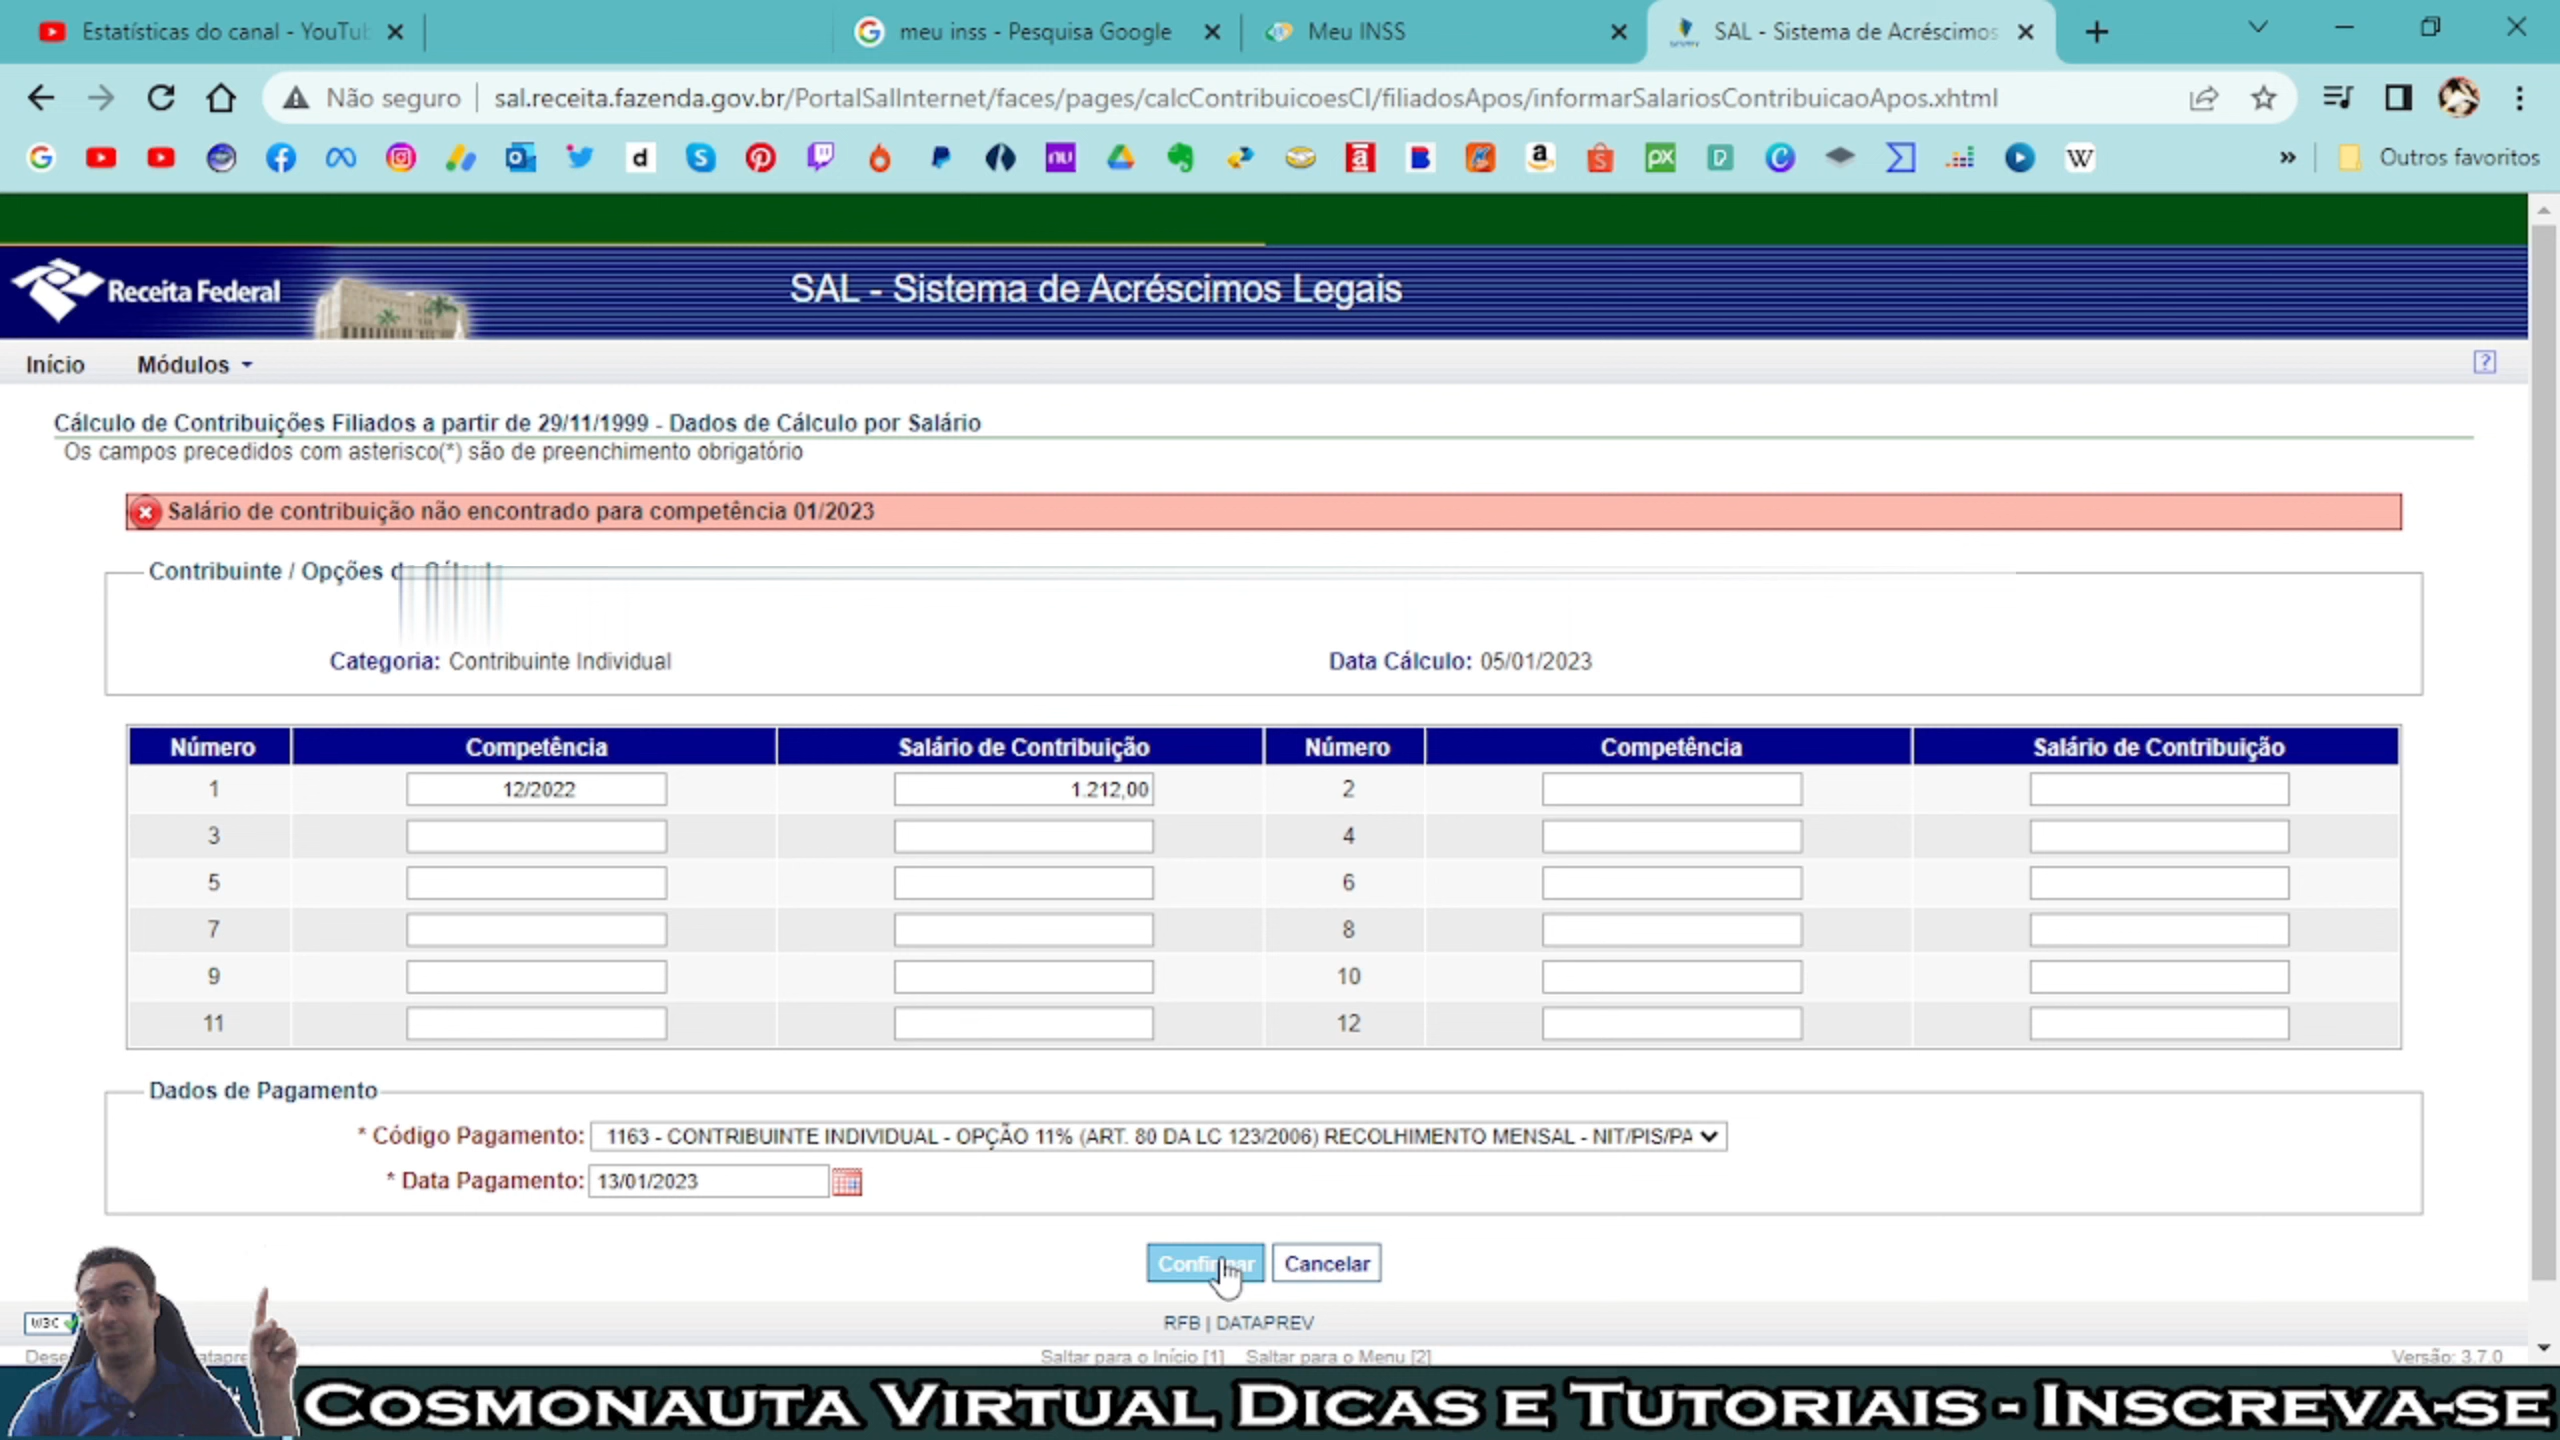 Estatísticas do canal - YouTub
meu inss - Pesquisa Google
Meu INSS
SAL - Sistema de Acréscimos
Não seguro
sal.receita.fazenda.gov.br/PortalSalInternet/faces/pages/calcContribuicoesCI/filiadosApos/informarSalariosContribuicaoApos.xhtml
Outros favoritos
Receita Federal
SAL - Sistema de Acréscimos Legais
Início Módulos
Cálculo de Contribuições Filiados a partir de 29/11/1999 - Dados de Cálculo por Salário
Os campos precedidos com asterisco(*) são de preenchimento obrigatório
Salário de contribuição não encontrado para competência 01/2023
Contribuinte / Opções
Categoria: Contribuinte Individual Data Cálculo: 05/01/2023
Número Competência Salário de Contribuição Número Competência Salário de Contribuição
1 12/2022 1.212,00 2
3 4
5 6
7 8
9 10
11 12
Dados de Pagamento
* Código Pagamento: 1163 - CONTRIBUINTE INDIVIDUAL - OPÇÃO 11% (ART. 80 DA LC 123/2006) RECOLHIMENTO MENSAL - NIT/PIS/PA
* Data Pagamento: 13/01/2023
Confirmar Cancelar
W3C
RFB | DATAPREV
Saltar para o Início [1] Saltar para o Menu [2]
Versão: 3.7.0
Cosmonauta Virtual Dicas e Tutoriais - Inscreva-se